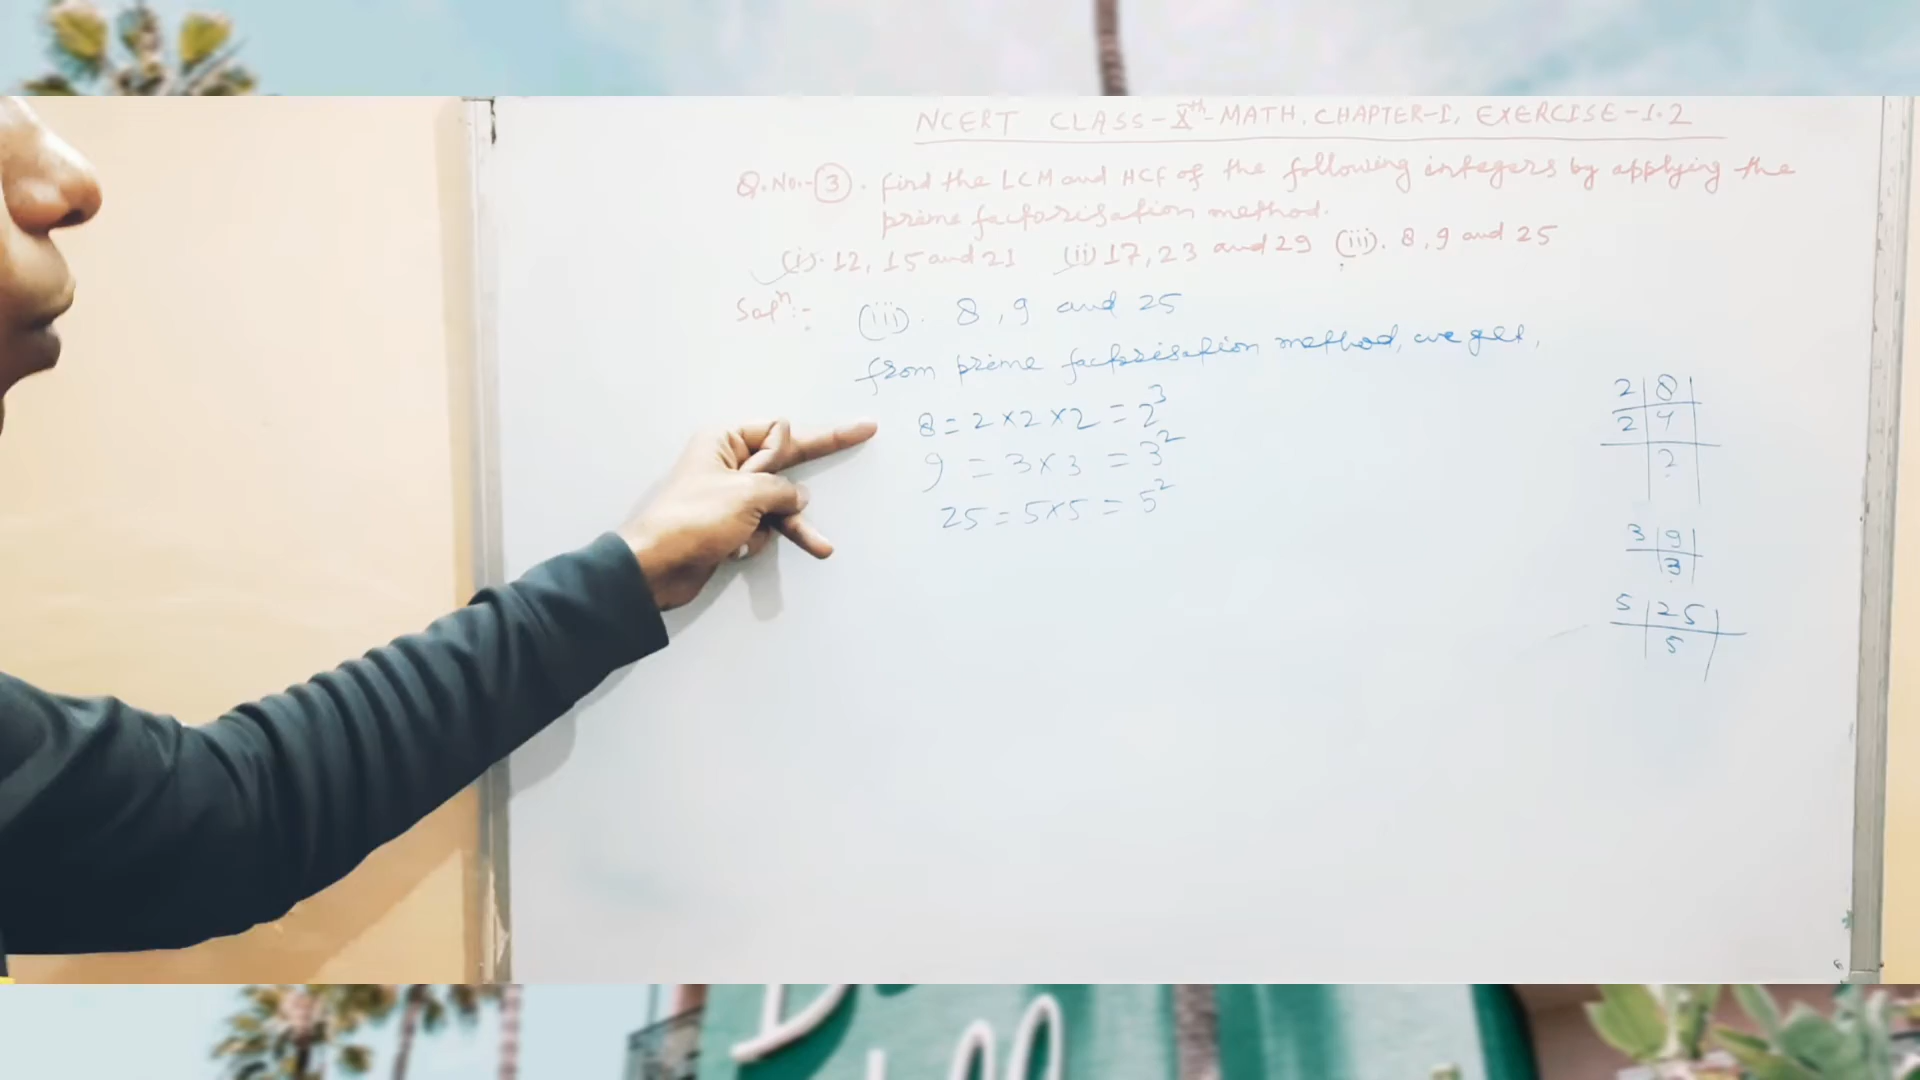 NCERT CLASS-Xth-MATH, CHAPTER-I, EXERCISE-1.2
Q.No.-(3). Find the LCM and HCF of the following integers by applying the
prime factorisation method.
(i). 12, 15 and 21 (ii) 17, 23 and 29 (iii). 8, 9 and 25
Solⁿ:- (iii). 8, 9 and 25
from prime factorisation method, we get,
8 = 2 × 2 × 2 = 2³
9 = 3 × 3 = 3²
25 = 5 × 5 = 5²
2 | 8
2 | 4
2
3 | 9
3
5 | 25
5